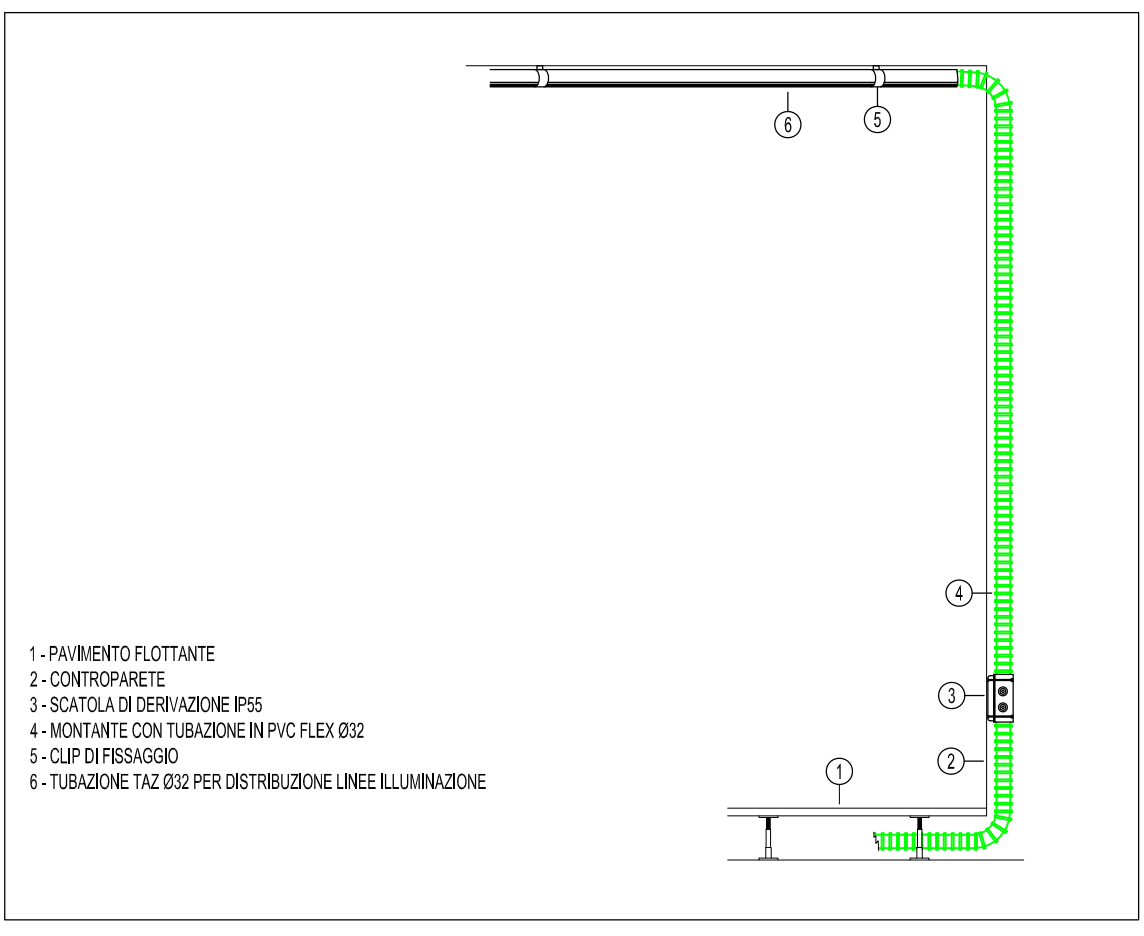 6
5
4
3
2
1
1 - PAVIMENTO FLOTTANTE
2 - CONTROPARETE
3 - SCATOLA DI DERIVAZIONE IP55
4 - MONTANTE CON TUBAZIONE IN PVC FLEX Ø32
5 - CLIP DI FISSAGGIO
6 - TUBAZIONE TAZ Ø32 PER DISTRIBUZIONE LINEE ILLUMINAZIONE